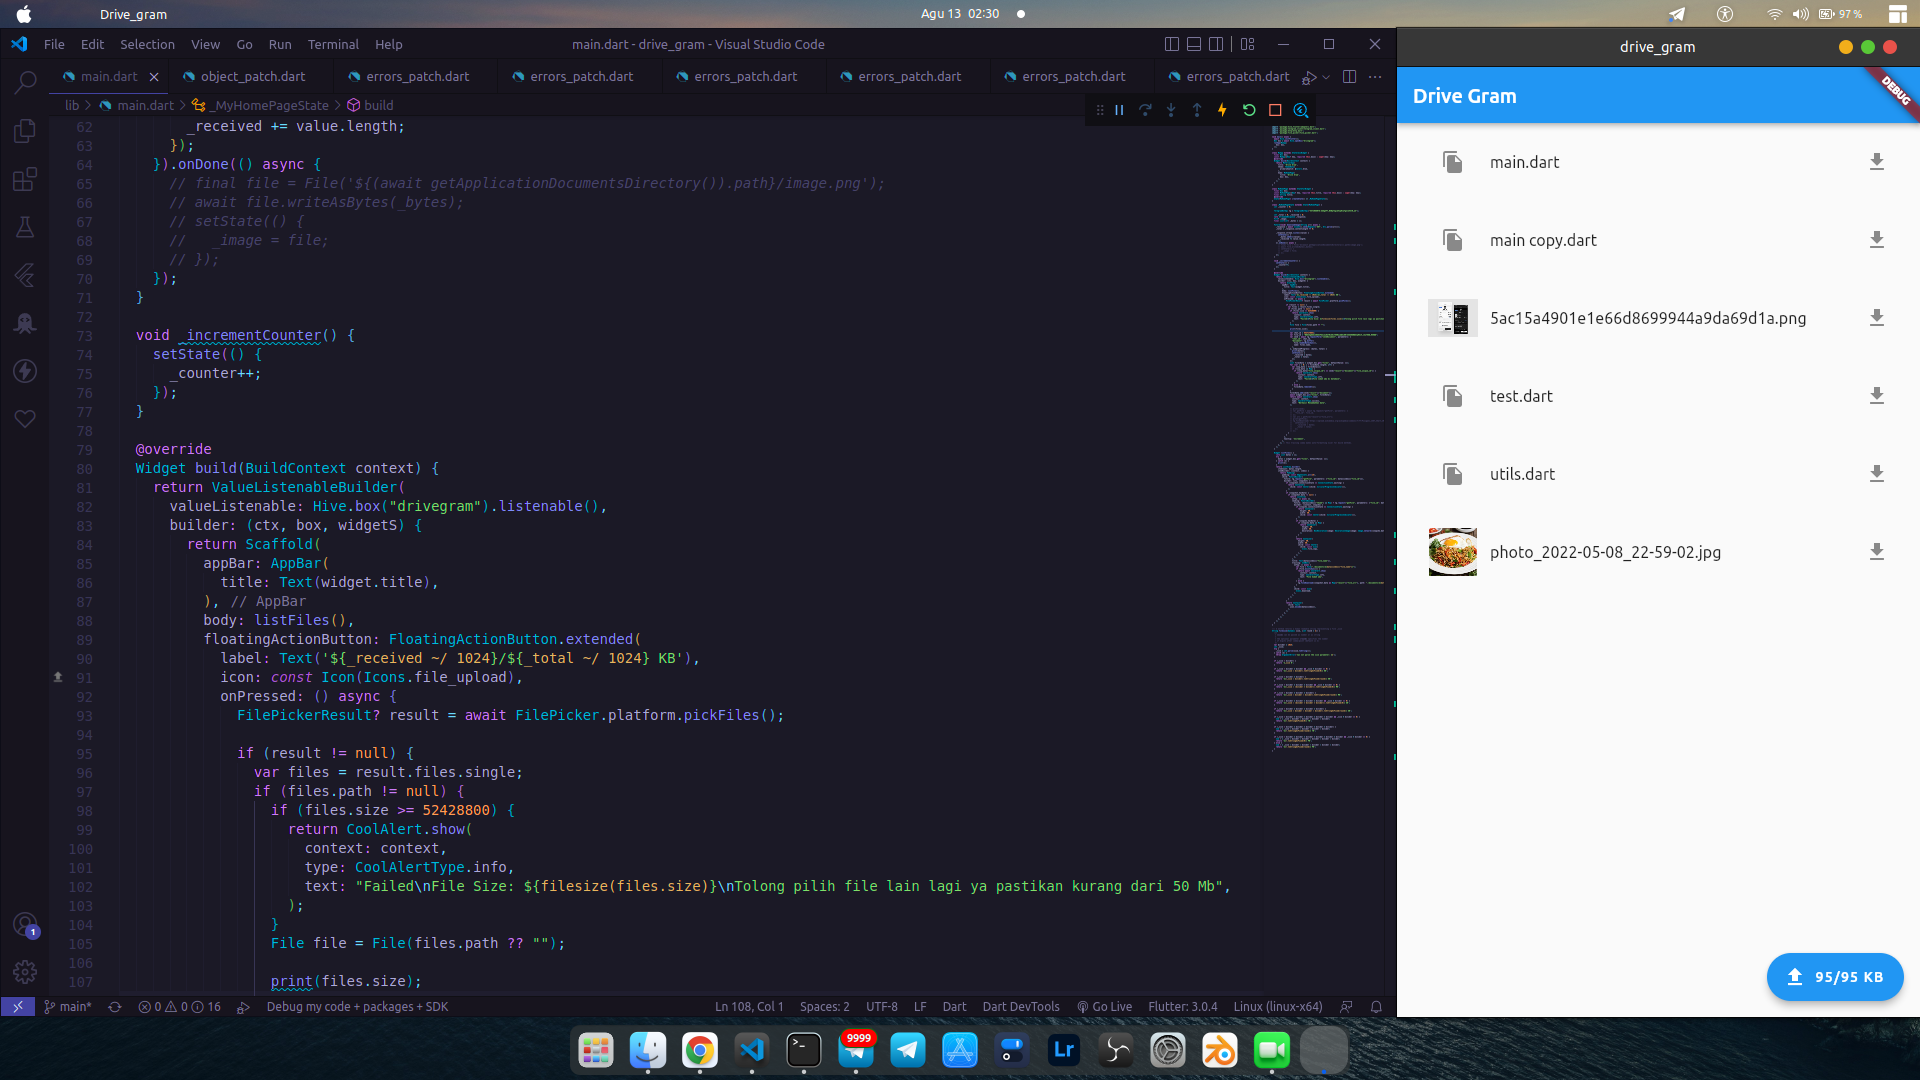 Drive_gram
Agu 13 02:30
97 %
File Edit Selection View Go Run Terminal Help
main.dart - drive_gram - Visual Studio Code
main.dart
object_patch.dart
errors_patch.dart
errors_patch.dart
errors_patch.dart
errors_patch.dart
errors_patch.dart
errors_patch.dart
lib > main.dart > _MyHomePageState > build
62 _received += value.length;
63 });
64 }).onDone(() async {
65 // final file = File('${(await getApplicationDocumentsDirectory()).path}/image.png');
66 // await file.writeAsBytes(_bytes);
67 // setState(() {
68 //   _image = file;
69 // });
70 });
71 }
72
73 void _incrementCounter() {
74 setState(() {
75 _counter++;
76 });
77 }
78
79 @override
80 Widget build(BuildContext context) {
81 return ValueListenableBuilder(
82 valueListenable: Hive.box("drivegram").listenable(),
83 builder: (ctx, box, widgetS) {
84 return Scaffold(
85 appBar: AppBar(
86 title: Text(widget.title),
87 ), // AppBar
88 body: listFiles(),
89 floatingActionButton: FloatingActionButton.extended(
90 label: Text('${_received ~/ 1024}/${_total ~/ 1024} KB'),
91 icon: const Icon(Icons.file_upload),
92 onPressed: () async {
93 FilePickerResult? result = await FilePicker.platform.pickFiles();
94
95 if (result != null) {
96 var files = result.files.single;
97 if (files.path != null) {
98 if (files.size >= 52428800) {
99 return CoolAlert.show(
100 context: context,
101 type: CoolAlertType.info,
102 text: "Failed\nFile Size: ${filesize(files.size)}\nTolong pilih file lain lagi ya pastikan kurang dari 50 Mb",
103 );
104 }
105 File file = File(files.path ?? "");
106
107 print(files.size);
1
main* 0 0 16 Debug my code + packages + SDK
Ln 108, Col 1 Spaces: 2 UTF-8 LF Dart Dart DevTools Go Live Flutter: 3.0.4 Linux (linux-x64)
drive_gram
Drive Gram
DEBUG
main.dart
main copy.dart
5ac15a4901e1e66d8699944a9da69d1a.png
test.dart
utils.dart
photo_2022-05-08_22-59-02.jpg
95/95 KB
9999
Lr